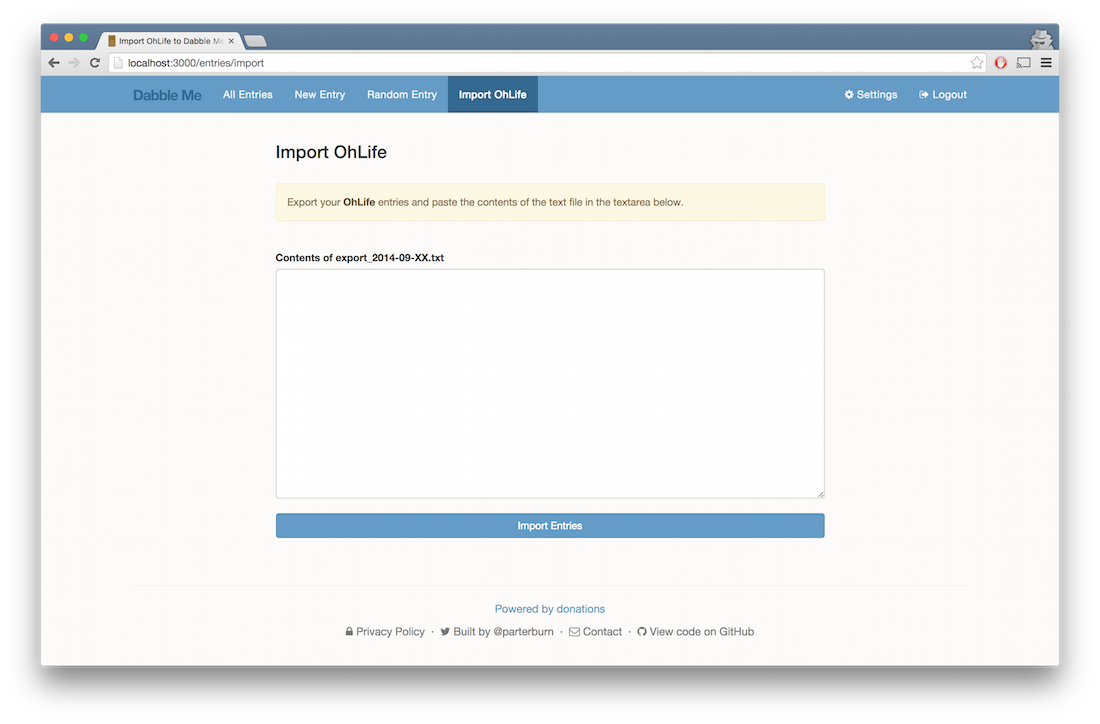 Import OhLife to Dabble Me
localhost:3000/entries/import
Dabble Me All Entries New Entry Random Entry Import OhLife Settings Logout
Import OhLife
Export your OhLife entries and paste the contents of the text file in the textarea below.
Contents of export_2014-09-XX.txt
Import Entries
Powered by donations
Privacy Policy · Built by @parterburn · Contact · View code on GitHub